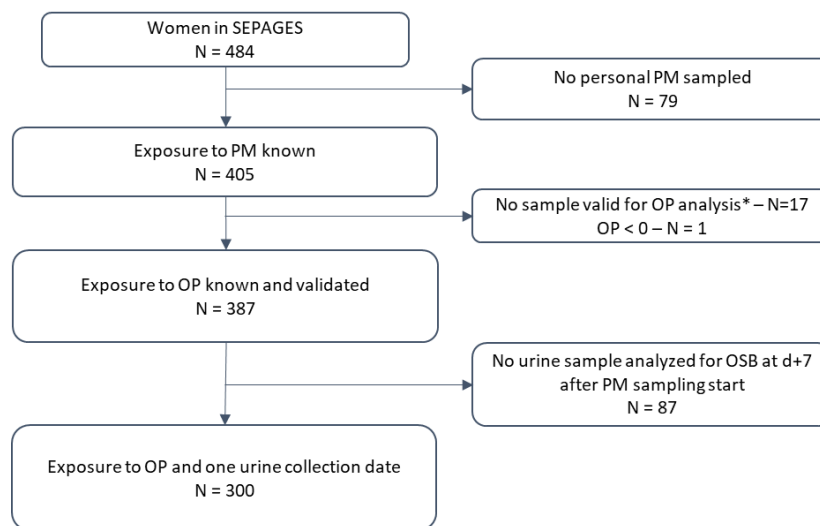 Women in SEPAGES
N = 484
No personal PM sampled
N = 79
Exposure to PM known
N = 405
No sample valid for OP analysis* – N=17
OP < 0 – N = 1
Exposure to OP known and validated
N = 387
No urine sample analyzed for OSB at d+7
after PM sampling start
N = 87
Exposure to OP and one urine collection date
N = 300